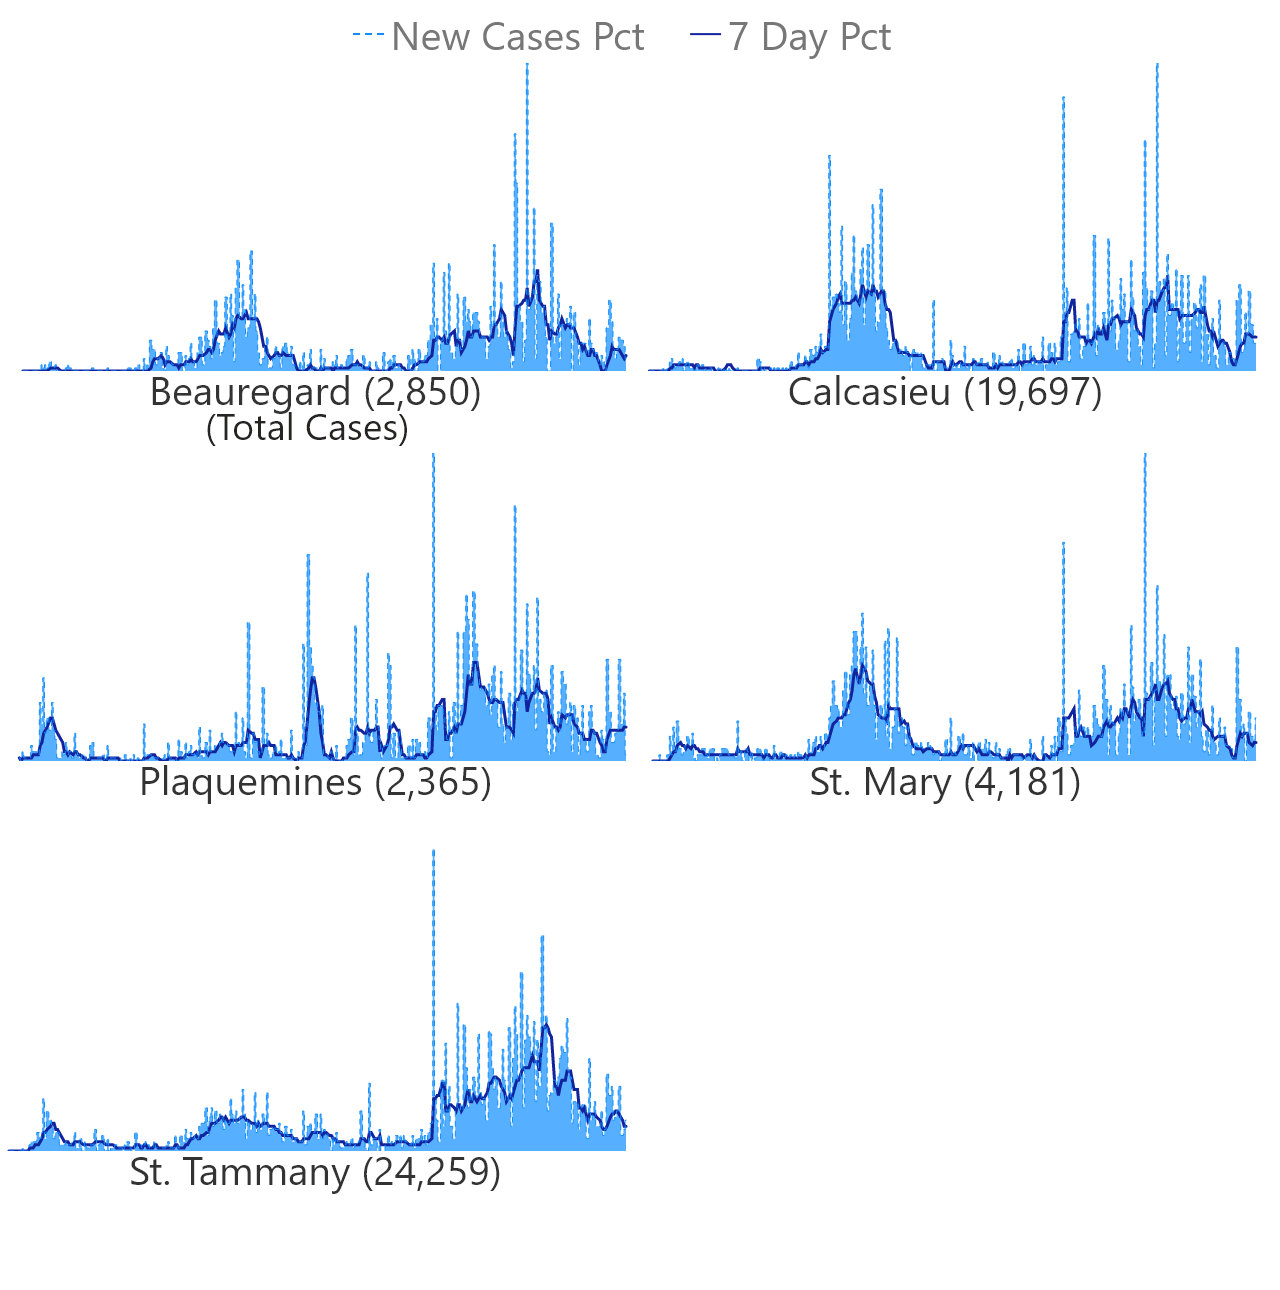 New Cases Pct 7 Day Pct
Beauregard (2,850)
(Total Cases)
Calcasieu (19,697)
Plaquemines (2,365)
St. Mary (4,181)
St. Tammany (24,259)